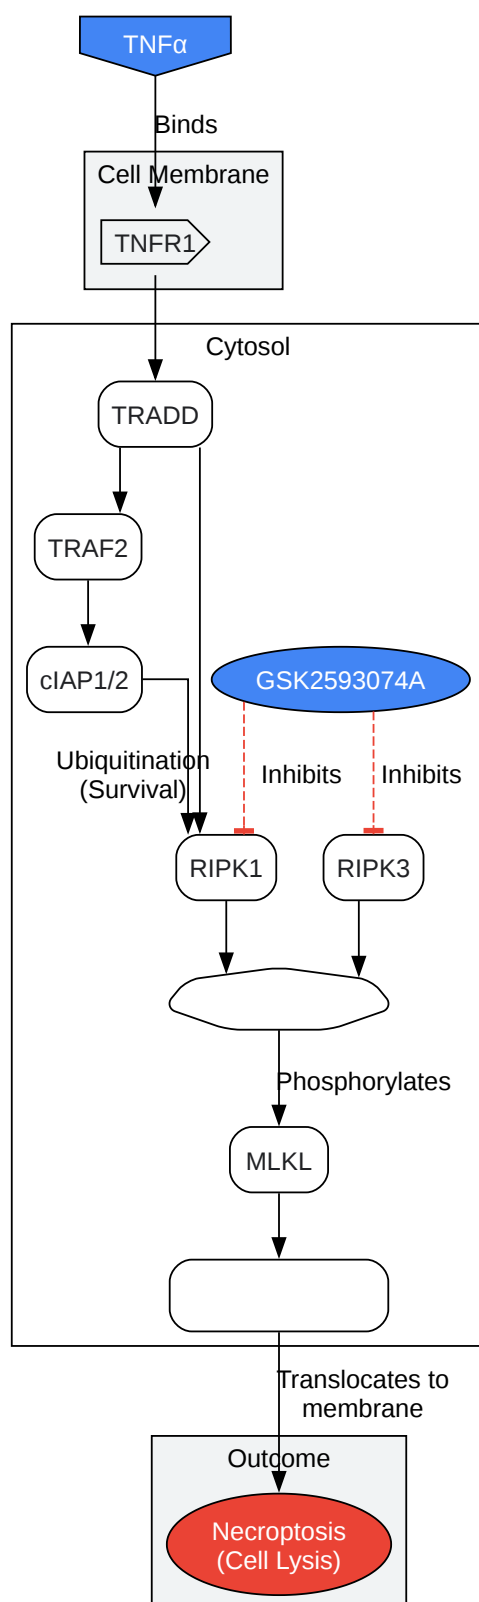 TNFα
Binds
Cell Membrane
TNFR1
Cytosol
TRADD
TRAF2
cIAP1/2
GSK2593074A
Ubiquitination
(Survival)
Inhibits
Inhibits
RIPK1
RIPK3
Phosphorylates
MLKL
Translocates to
membrane
Outcome
Necroptosis
(Cell Lysis)